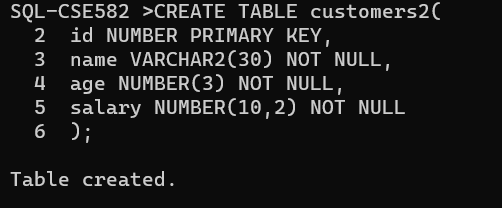 SQL-CSE582 >CREATE TABLE customers2(
  2  id NUMBER PRIMARY KEY,
  3  name VARCHAR2(30) NOT NULL,
  4  age NUMBER(3) NOT NULL,
  5  salary NUMBER(10,2) NOT NULL
  6  );
Table created.